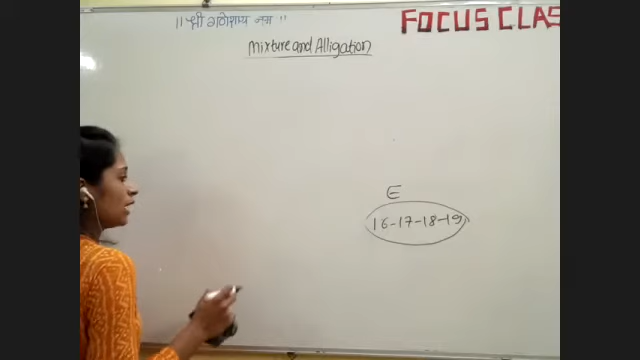 || श्री गणेशाय नमः ||
FOCUS CLAS
Mixture and Alligation
E
16-17-18-19